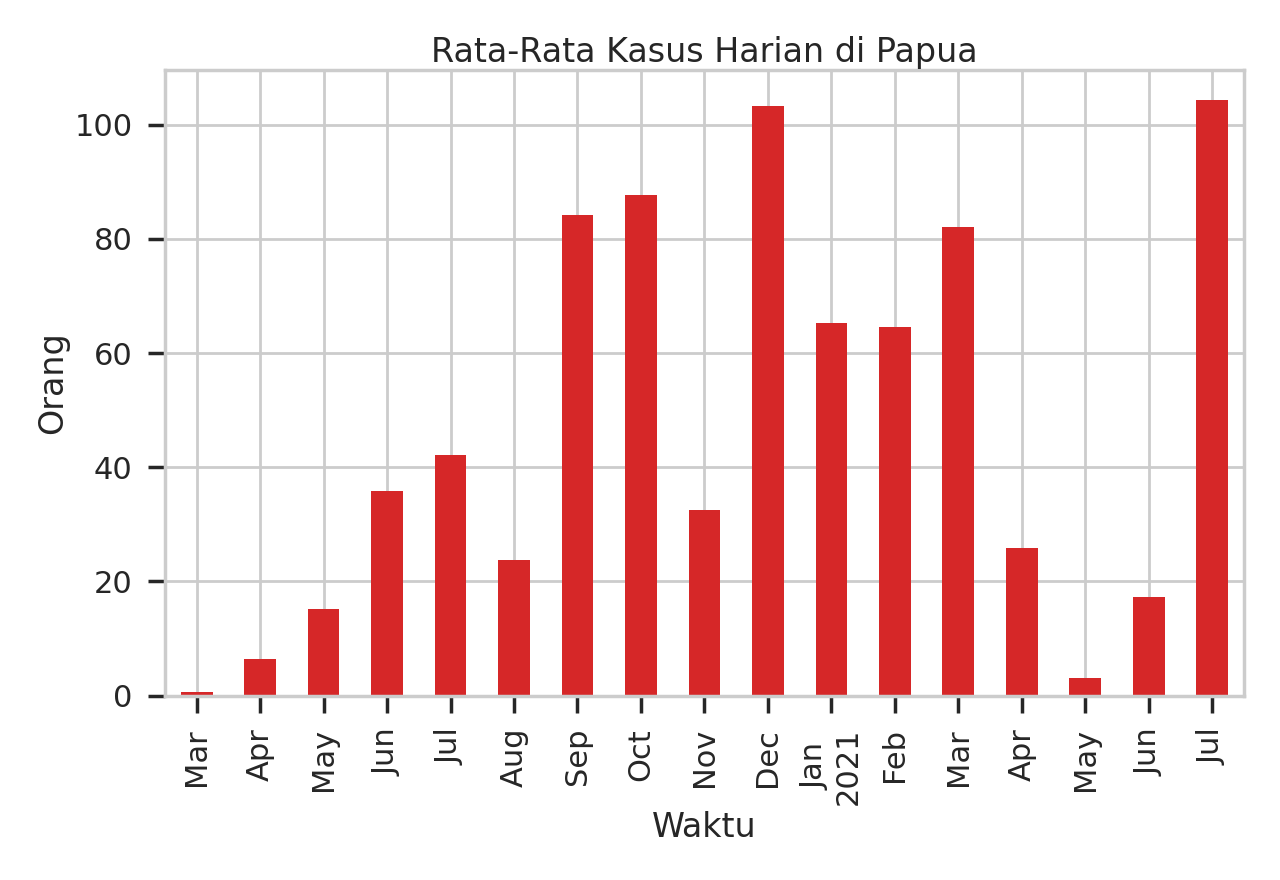 Rata-Rata Kasus Harian di Papua
100
80
60
40
20
0
Orang
Mar
Apr
May
Jun
Jul
Aug
Sep
Oct
Nov
Dec
Jan
2021
Feb
Mar
Apr
May
Jun
Jul
Waktu